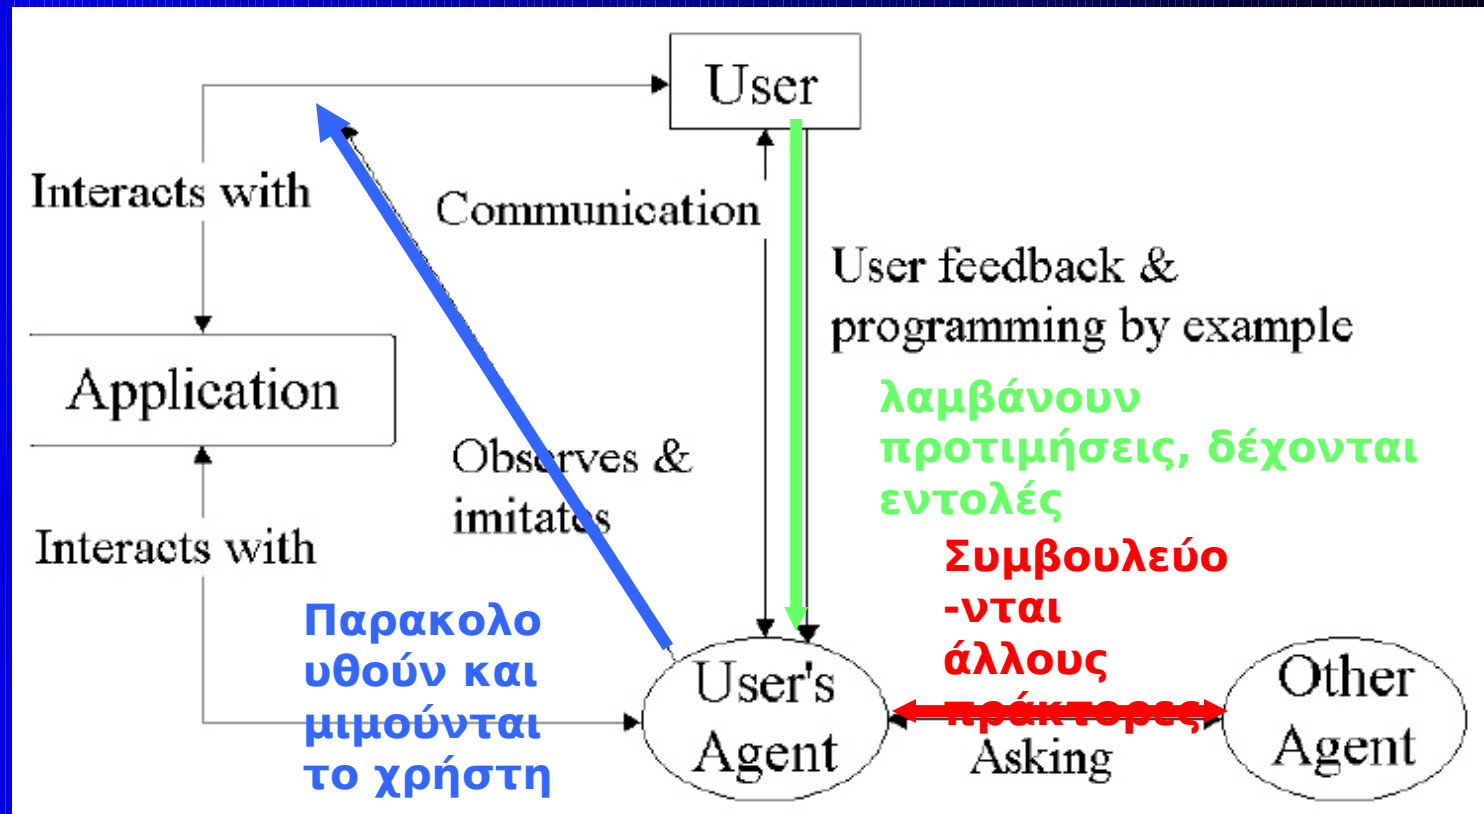 User
Interacts with
Communication
User feedback &
programming by example
Application
λαμβάνουν
προτιμήσεις, δέχονται
εντολές
Observes &
imitates
Interacts with
Συμβουλεύο
-νται
άλλους
πράκτορες
Παρακολο
υθούν και
μιμούνται
το χρήστη
User's
Agent
Asking
Other
Agent